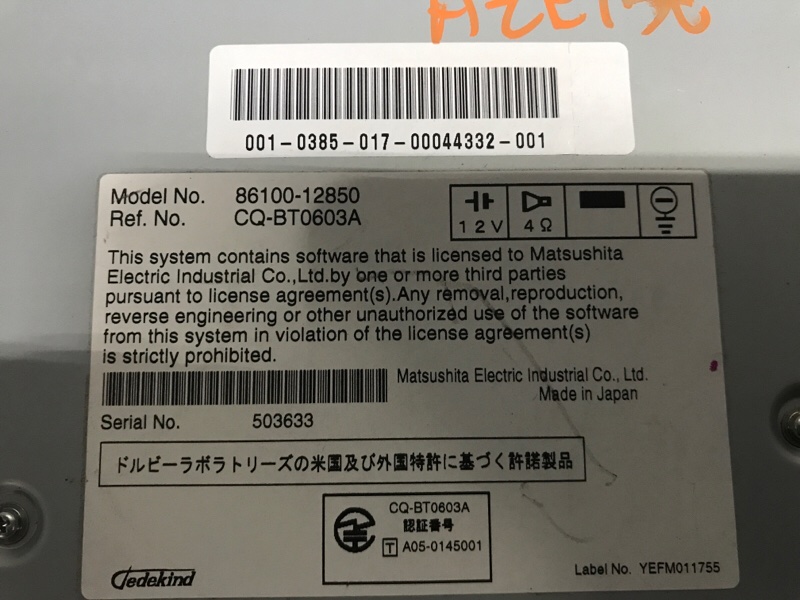 001-0385-017-00044332-001
Model No. 86100-12850
Ref. No. CQ-BT0603A
12V 4Ω
This system contains software that is licensed to Matsushita
Electric Industrial Co.,Ltd.by one or more third parties
pursuant to license agreement(s).Any removal,reproduction,
reverse engineering or other unauthorized use of the software
from this system in violation of the license agreement(s)
is strictly prohibited.
Matsushita Electric Industrial Co., Ltd.
Made in Japan
Serial No. 503633
ドルビーラボラトリーズの米国及び外国特許に基づく許諾製品
CQ-BT0603A
認証番号
T A05-0145001
Dedekind
Label No. YEFM011755